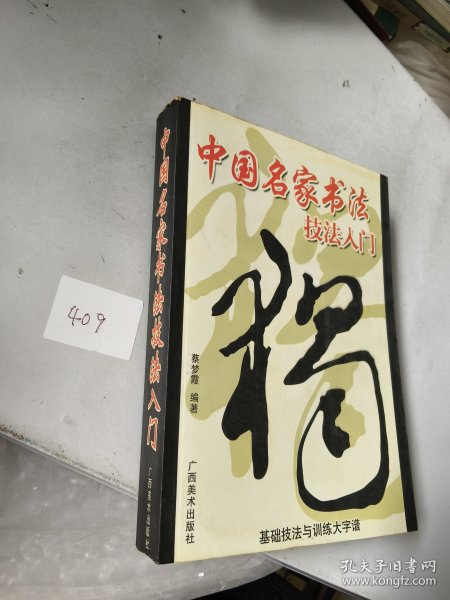 中国名家书法
技法入门
蔡梦霞 编著
广西美术出版社
基础技法与训练大字谱
中国名家书法技法入门
广西美术出版社
409
孔夫子旧书网
www.kongfz.com